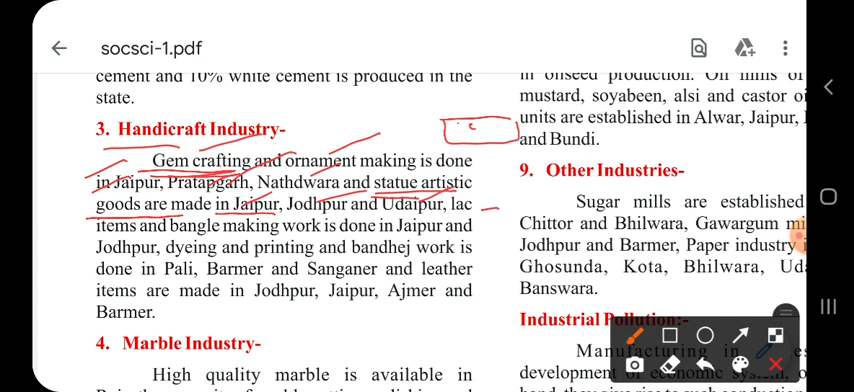 socsci-1.pdf
cement and 10% white cement is produced in the
state.
3. Handicraft Industry-
Gem crafting and ornament making is done
in Jaipur, Pratapgarh, Nathdwara and statue artistic
goods are made in Jaipur, Jodhpur and Udaipur, lac
items and bangle making work is done in Jaipur and
Jodhpur, dyeing and printing and bandhej work is
done in Pali, Barmer and Sanganer and leather
items are made in Jodhpur, Jaipur, Ajmer and
Barmer.
4. Marble Industry-
High quality marble is available in
in oilseed production. Oil mills of
mustard, soyabeen, alsi and castor oi
units are established in Alwar, Jaipur,
and Bundi.
9. Other Industries-
Sugar mills are established
Chittor and Bhilwara, Gawargum mi
Jodhpur and Barmer, Paper industry
Ghosunda, Kota, Bhilwara, Uda
Banswara.
Industrial Pollution:-
Manufacturing in
development of economic